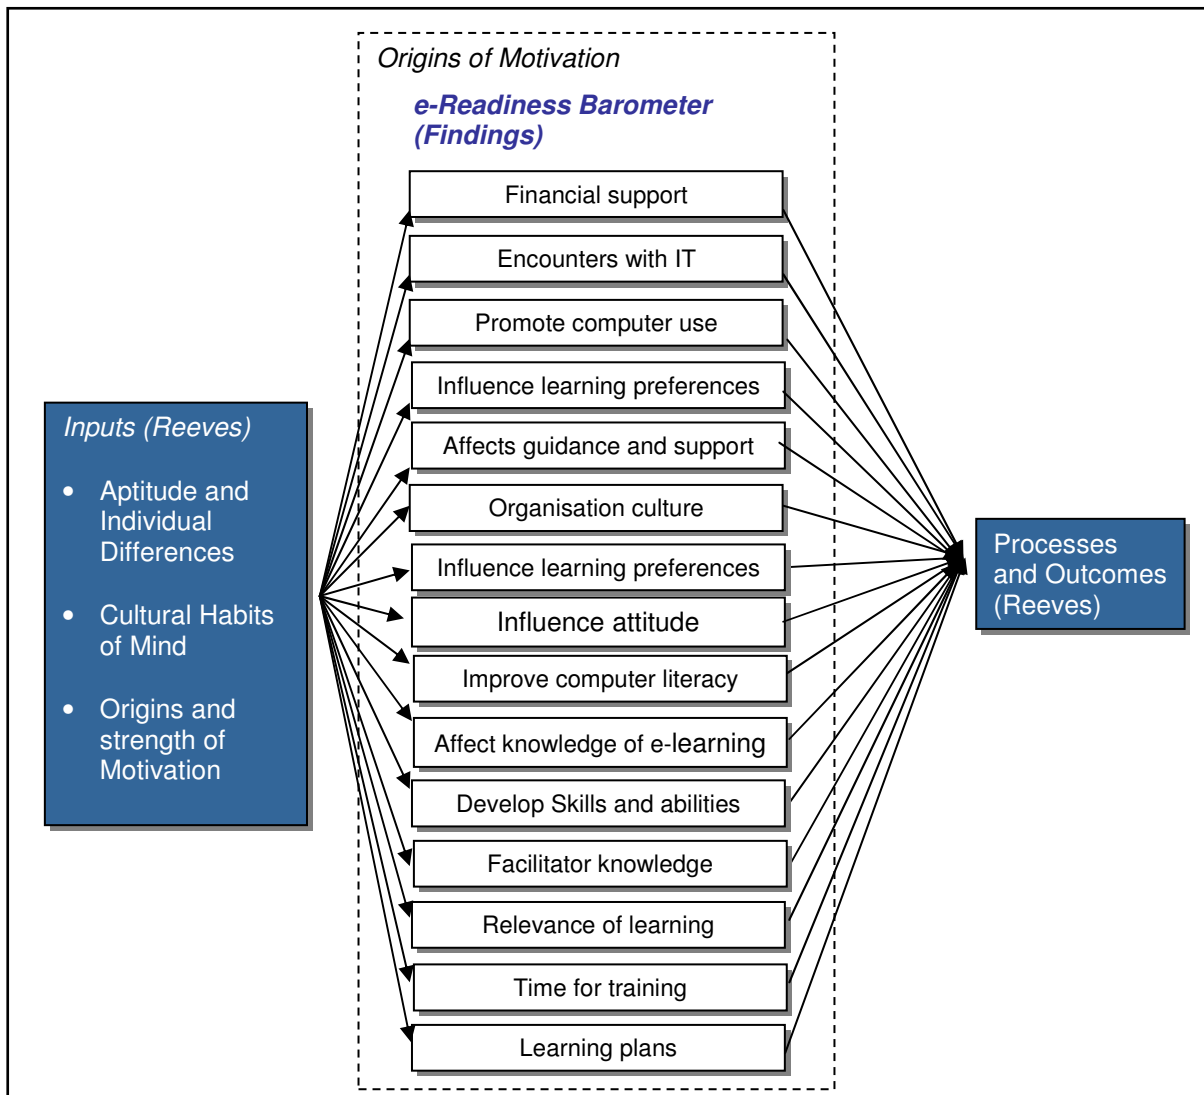 Origins of Motivation
e-Readiness Barometer
(Findings)
Financial support
Encounters with IT
Promote computer use
Influence learning preferences
Affects guidance and support
Organisation culture
Influence learning preferences
Influence attitude
Improve computer literacy
Affect knowledge of e-learning
Develop Skills and abilities
Facilitator knowledge
Relevance of learning
Time for training
Learning plans
Inputs (Reeves)
• Aptitude and
Individual
Differences
• Cultural Habits
of Mind
• Origins and
strength of
Motivation
Processes
and Outcomes
(Reeves)